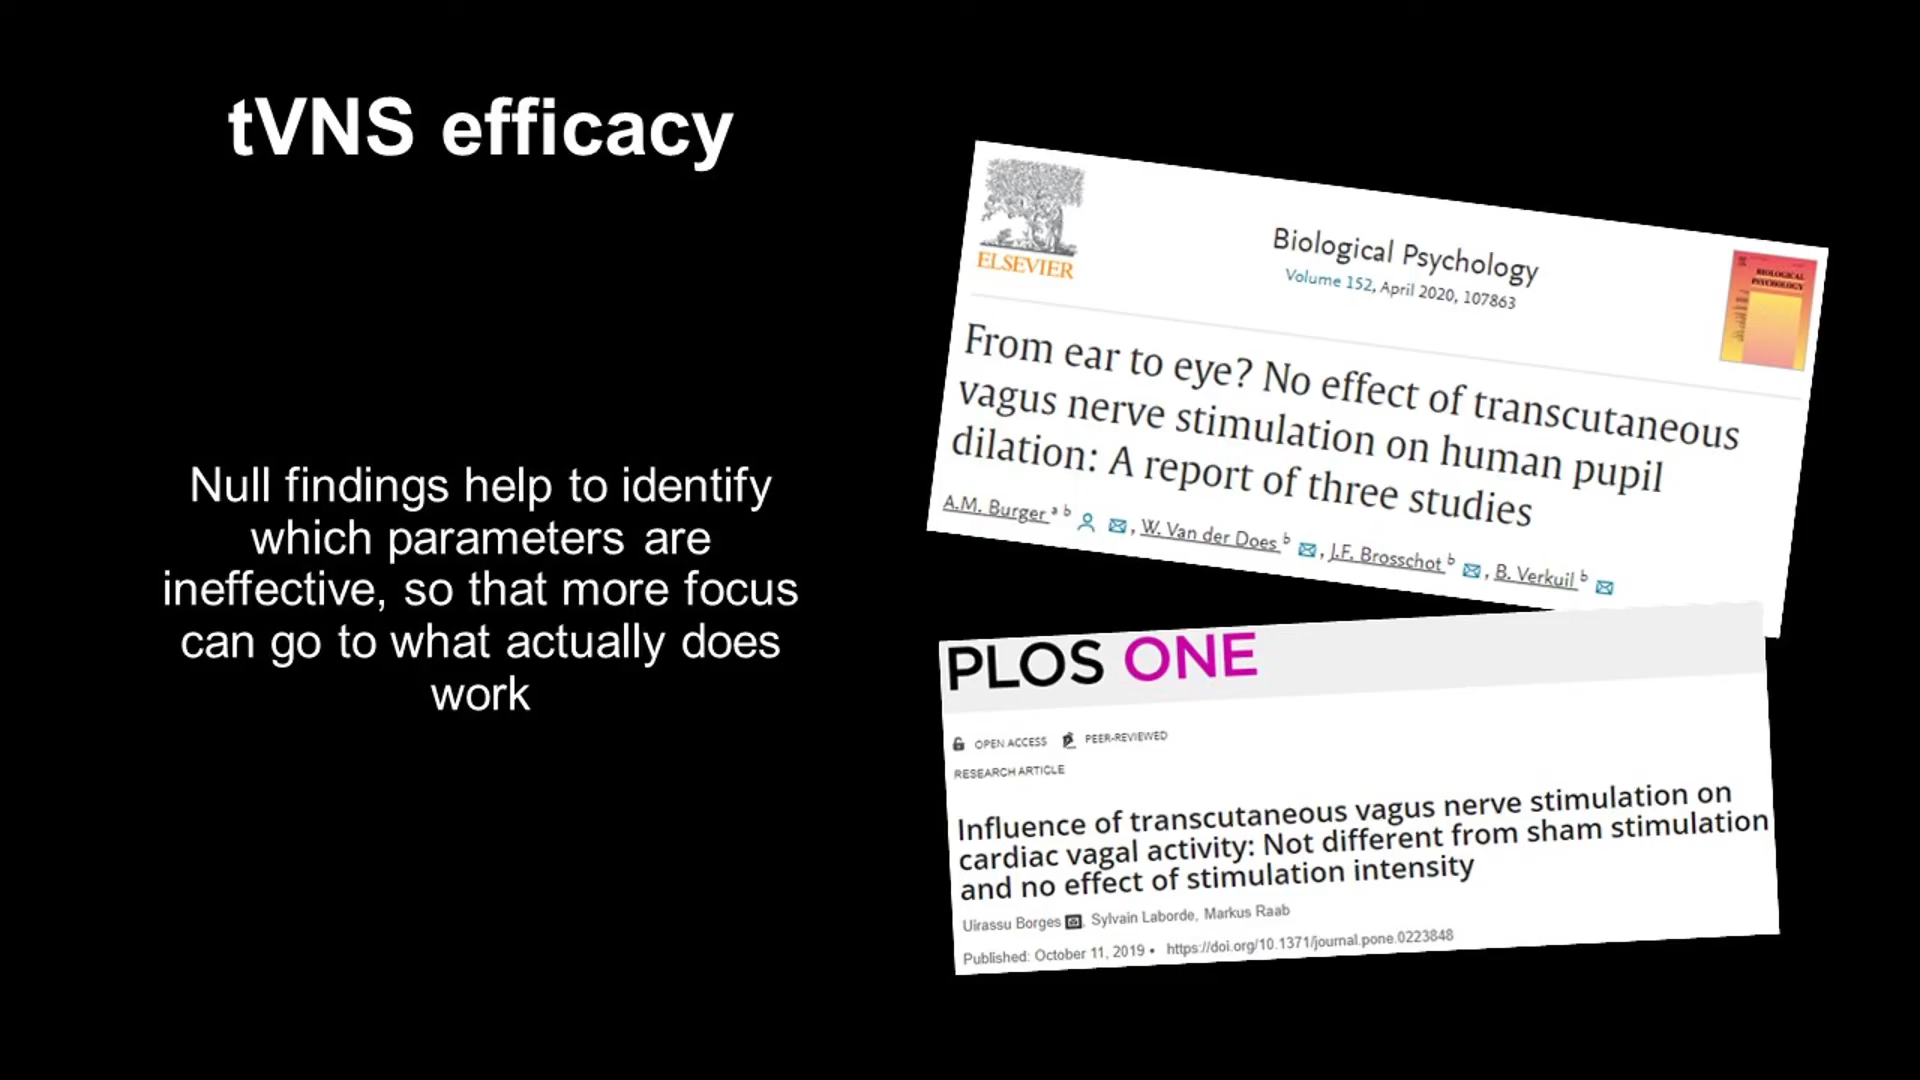 tVNS efficacy
Null findings help to identify
which parameters are
ineffective, so that more focus
can go to what actually does
work
ELSEVIER
Biological Psychology
Volume 152, April 2020, 107863
BIOLOGICAL
PSYCHOLOGY
From ear to eye? No effect of transcutaneous
vagus nerve stimulation on human pupil
dilation: A report of three studies
A.M. Burger a b , W. Van der Does b , J.F. Brosschot b , B. Verkuil b
PLOS ONE
OPEN ACCESS PEER-REVIEWED
RESEARCH ARTICLE
Influence of transcutaneous vagus nerve stimulation on
cardiac vagal activity: Not different from sham stimulation
and no effect of stimulation intensity
Uirassu Borges , Sylvain Laborde, Markus Raab
Published: October 11, 2019 • https://doi.org/10.1371/journal.pone.0223848